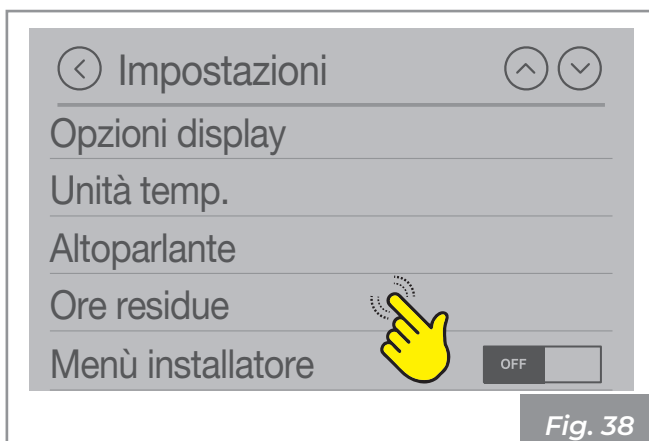 Impostazioni
Opzioni display
Unità temp.
Altoparlante
Ore residue
Menù installatore OFF
Fig. 38